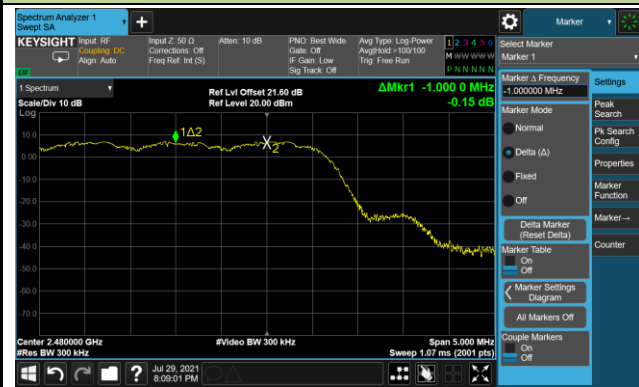 Spectrum Analyzer 1
Swept SA
Marker
KEYSIGHT
Input: RF
Coupling: DC
Align: Auto
Input Z: 50 Ω
Corrections: Off
Freq Ref: Int (S)
Atten: 10 dB
PNO: Best Wide
Gate: Off
IF Gain: Low
Sig Track: Off
Avg Type: Log-Power
Avg|Hold:>100/100
Trig: Free Run
1 2 3 4 5 6
M W W W W W
P N N N N N
LW
Select Marker
Marker 1
1 Spectrum
Scale/Div 10 dB
Log
Ref Lvl Offset 21.60 dB
Ref Level 20.00 dBm
ΔMkr1 -1.000 0 MHz
-0.15 dB
10.0
0.00
-10.0
-20.0
-30.0
-40.0
-50.0
-60.0
-70.0
1Δ2
2
Center 2.480000 GHz
#Res BW 300 kHz
#Video BW 300 kHz
Span 5.000 MHz
Sweep 1.07 ms (2001 pts)
Marker Δ Frequency
-1.000000 MHz
Marker Mode
Normal
Delta (Δ)
Fixed
Off
Delta Marker
(Reset Delta)
Marker Table
On
Off
Marker Settings
Diagram
All Markers Off
Couple Markers
On
Off
Settings
Peak
Search
Pk Search
Config
Properties
Marker
Function
Marker→
Counter
?
Jul 29, 2021
8:09:01 PM